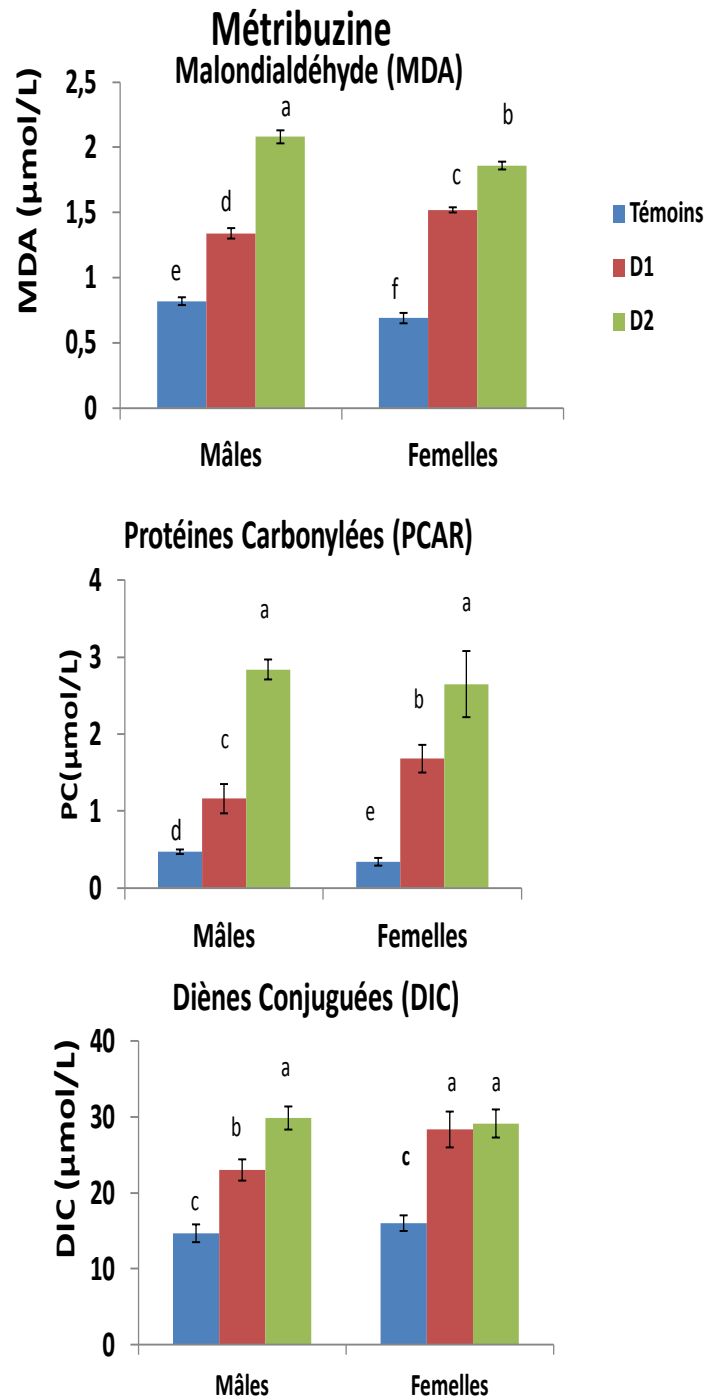 Métribuzine
Malondialdéhyde (MDA)
MDA (µmol/L)
2,5
2
1,5
1
0,5
0
e
d
a
f
c
b
Mâles
Femelles
Témoins
D1
D2
Protéines Carbonylées (PCAR)
PC(µmol/L)
4
3
2
1
0
d
c
a
e
b
a
Mâles
Femelles
Diènes Conjuguées (DIC)
DIC (µmol/L)
40
30
20
10
0
c
b
a
c
a
a
Mâles
Femelles